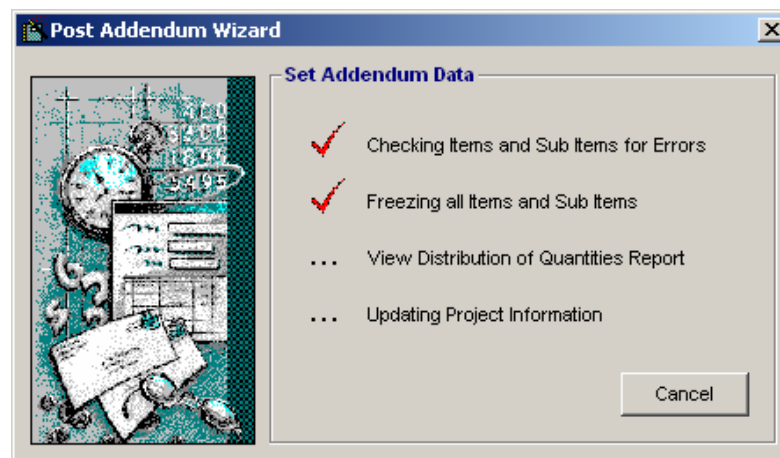 Post Addendum Wizard
Set Addendum Data
Checking Items and Sub Items for Errors
Freezing all Items and Sub Items
... View Distribution of Quantities Report
... Updating Project Information
Cancel
5495